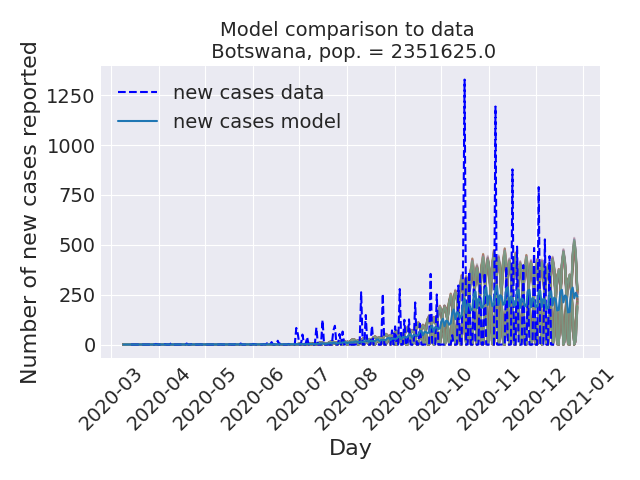 Model comparison to data
Botswana, pop. = 2351625.0
Number of new cases reported
1250
1000
750
500
250
0
new cases data
new cases model
2020-03
2020-04
2020-05
2020-06
2020-07
2020-08
2020-09
2020-10
2020-11
2020-12
2021-01
Day